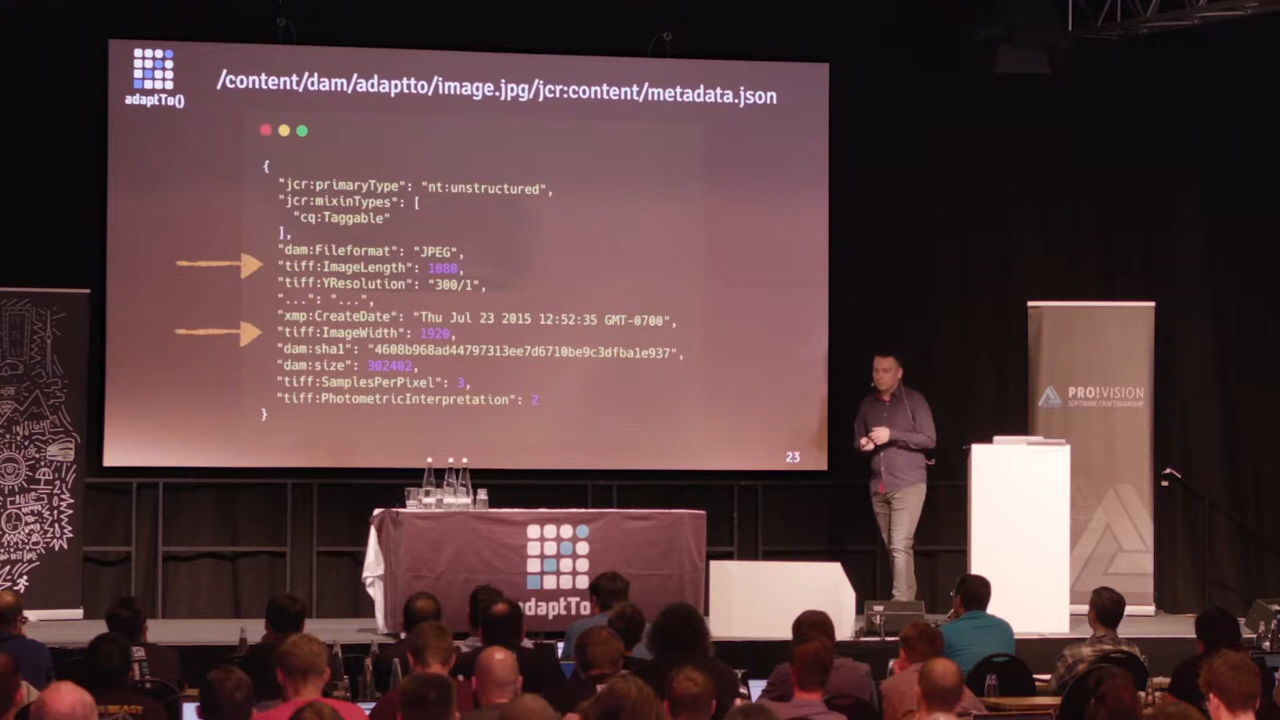 adaptTo()
/content/dam/adaptto/image.jpg/jcr:content/metadata.json
{
"jcr:primaryType": "nt:unstructured",
"jcr:mixinTypes": [
"cq:Taggable"
],
"dam:Fileformat": "JPEG",
"tiff:ImageLength": 1080,
"tiff:YResolution": "300/1",
"...": "...",
"xmp:CreateDate": "Thu Jul 23 2015 12:52:35 GMT-0700",
"tiff:ImageWidth": 1920,
"dam:sha1": "4608b968ad44797313ee7d6710be9c3dfba1e937",
"dam:size": 302402,
"tiff:SamplesPerPixel": 3,
"tiff:PhotometricInterpretation": 2
}
23
PRO!VISION
SOFTWARE CRAFTSMANSHIP
INSIGHT
AGILE
adaptTo
BEAST